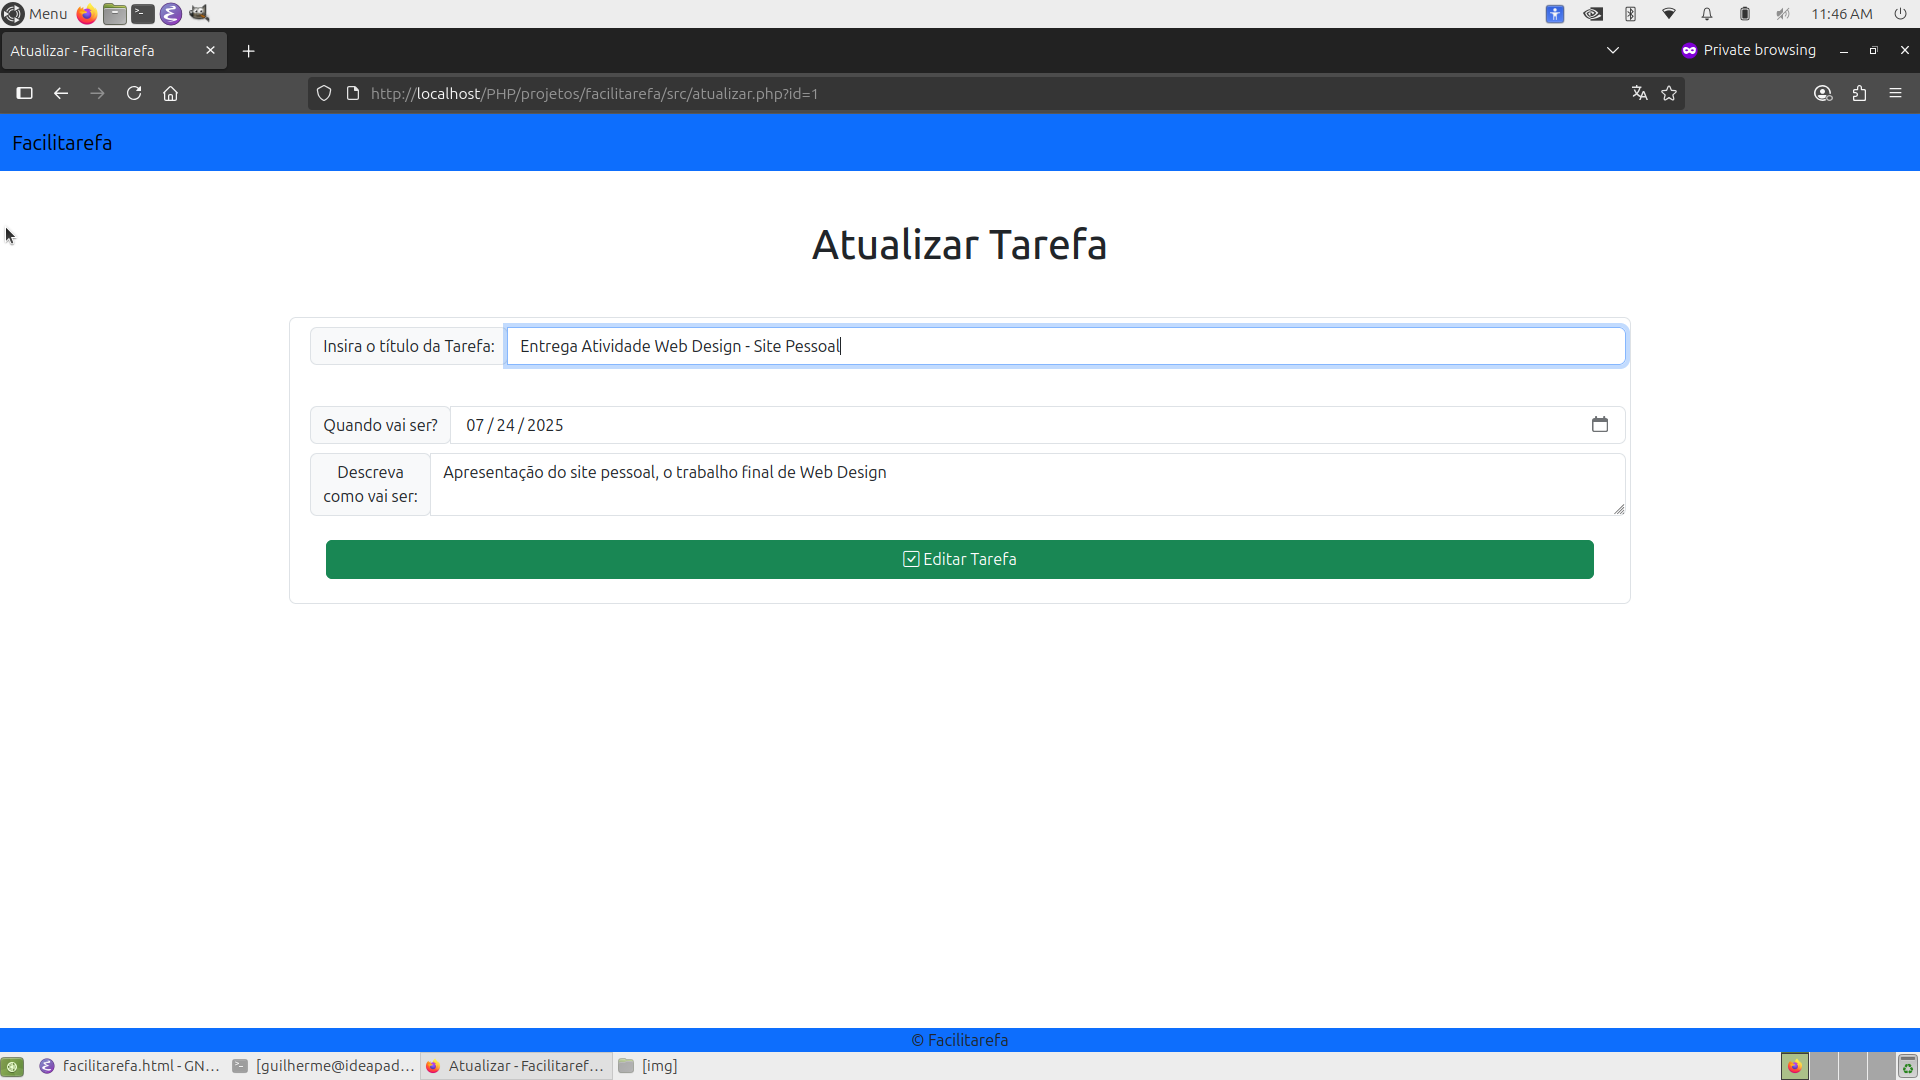 Menu
11:46 AM
Atualizar - Facilitarefa
Private browsing
http://localhost/PHP/projetos/facilitarefa/src/atualizar.php?id=1
Facilitarefa
Atualizar Tarefa
Insira o título da Tarefa:
Entrega Atividade Web Design - Site Pessoal
Quando vai ser?
07 / 24 / 2025
Descreva
como vai ser:
Apresentação do site pessoal, o trabalho final de Web Design
Editar Tarefa
© Facilitarefa
facilitarefa.html - GN...
[guilherme@ideapad...
Atualizar - Facilitaref...
[img]